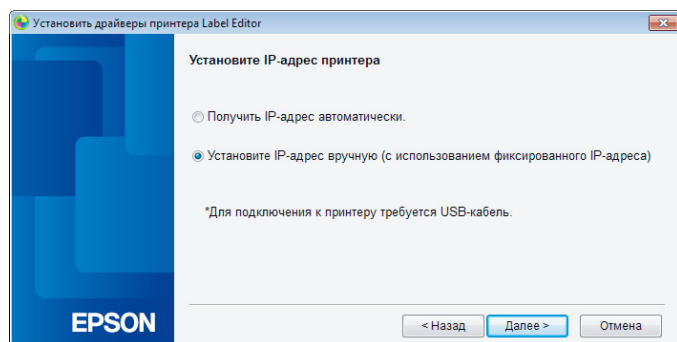 Установить драйверы принтера Label Editor
Установите IP-адрес принтера
Получить IP-адрес автоматически.
Установите IP-адрес вручную (с использованием фиксированного IP-адреса)
*Для подключения к принтеру требуется USB-кабель.
EPSON
< Назад Далее > Отмена